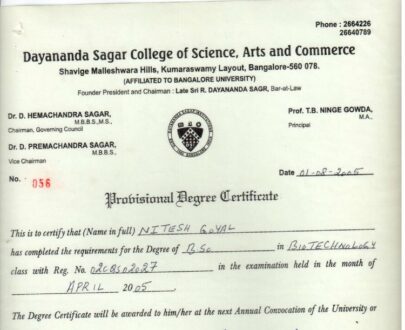 Phone : 2664226
26640789
Dayananda Sagar College of Science, Arts and Commerce
Shavige Malleshwara Hills, Kumaraswamy Layout, Bangalore-560 078.
(AFFILIATED TO BANGALORE UNIVERSITY)
Founder President and Chairman : Late Sri R. DAYANANDA SAGR, Bar-at-Law
Dr. D. HEMACHANDRA SAGAR,
M.B.B.S.,M.S.
Chairman, Governing Council
Dr. D. PREMACHANDRA SAGAR,
M.B.B.S.
Vice Chairman
Prof. T.B. NINGE GOWDA,
M.A.,
Principal
No. 036
Date 01-08-2005
Provisional Degree Certificate
This is to certify that (Name in full) NITESH GOYAL
has completed the requirements for the Degree of B.Sc in BIOTECHNOLOGY
class with Reg. No. 02CBS02027 in the examination held in the month of
APRIL 2005.
The Degree Certificate will be awarded to him/her at the next Annual Convocation of the University or